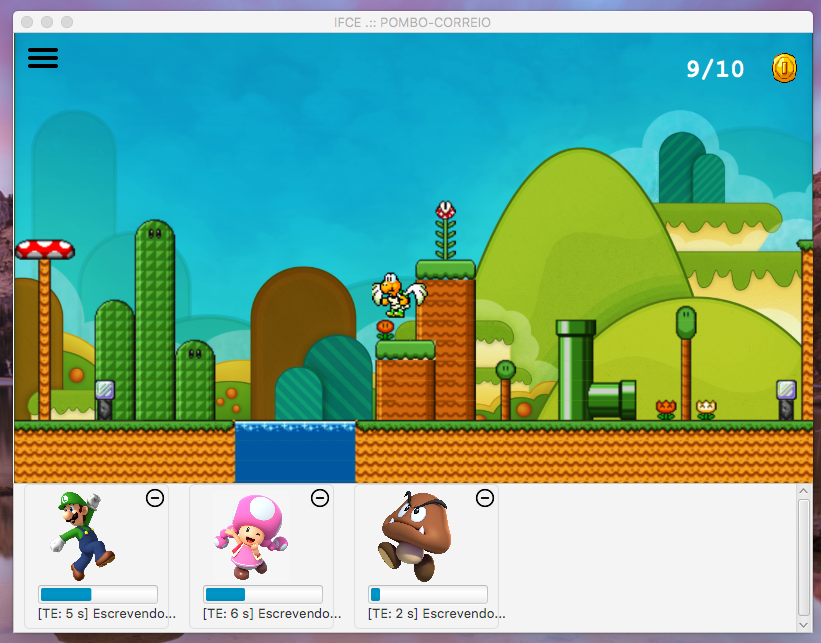 IFCE .:: POMBO-CORREIO
9/10
[TE: 5 s] Escrevendo...
[TE: 6 s] Escrevendo...
[TE: 2 s] Escrevendo...